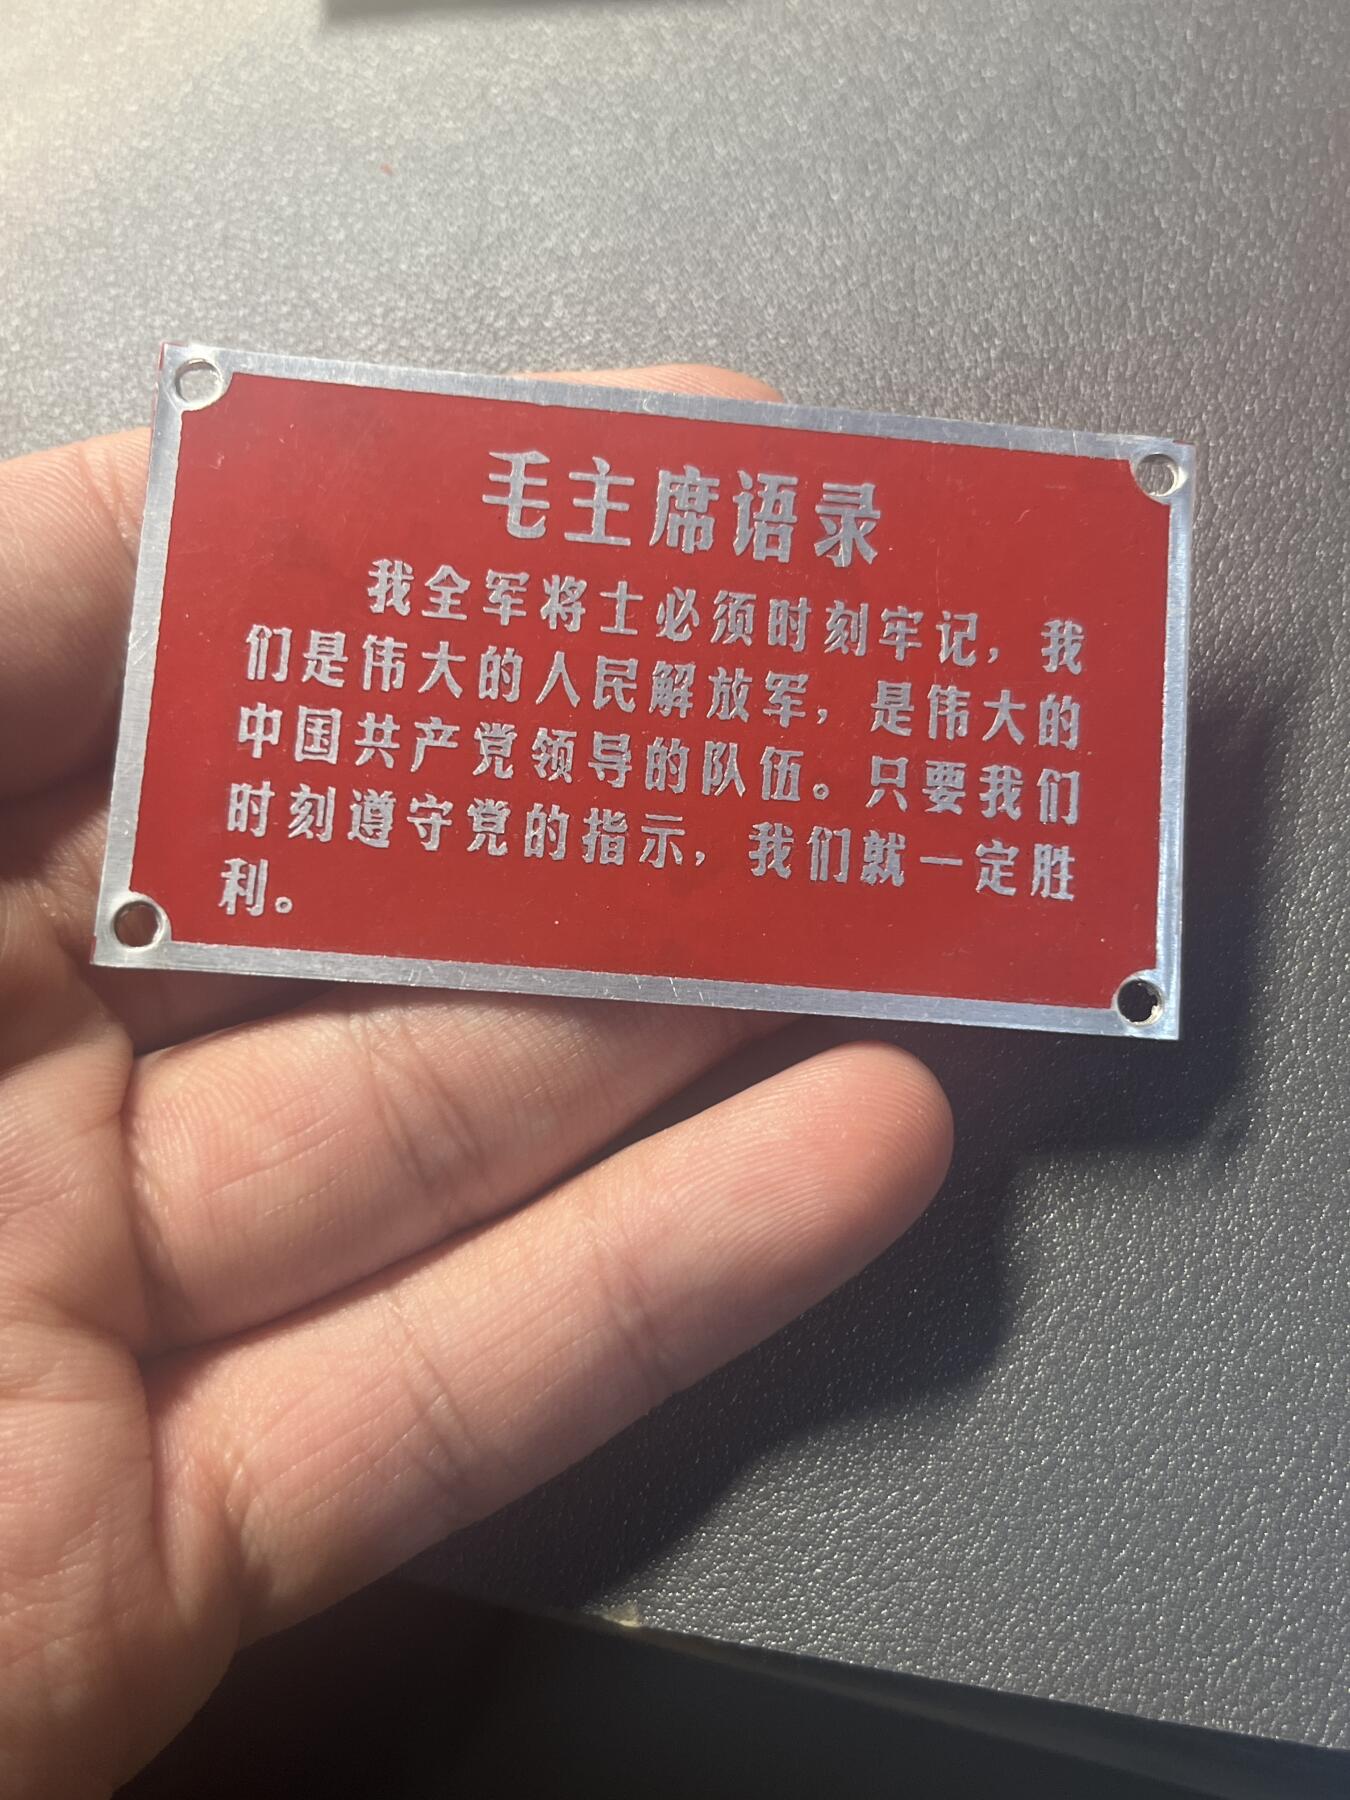 毛主席语录
我全军将士必须时刻牢记，我
们是伟大的人民解放军，是伟大的
中国共产党领导的队伍。只要我们
时刻遵守党的指示，我们就一定胜
利。